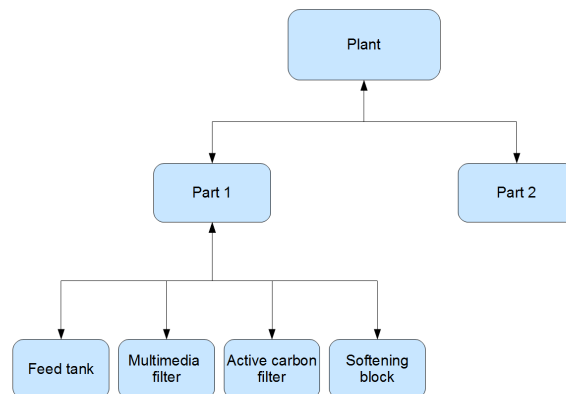 Plant
Part 1
Part 2
Feed tank
Multimedia
filter
Active carbon
filter
Softening
block